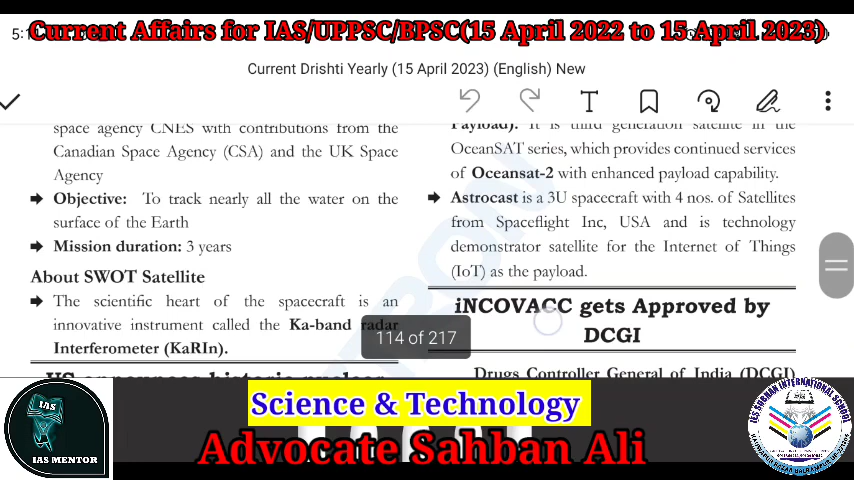 Current Affairs for IAS/UPPSC/BPSC(15 April 2022 to 15 April 2023)
Current Drishti Yearly (15 April 2023) (English) New
space agency CNES with contributions from the
Canadian Space Agency (CSA) and the UK Space
Agency
Objective: To track nearly all the water on the
surface of the Earth
Mission duration: 3 years
About SWOT Satellite
The scientific heart of the spacecraft is an
innovative instrument called the Ka-band radar
Interferometer (KaRIn).
US announces historic nuclear
Payload). It is third generation satellite in the
OceanSAT series, which provides continued services
of Oceansat-2 with enhanced payload capability.
Astrocast is a 3U spacecraft with 4 nos. of Satellites
from Spaceflight Inc, USA and is technology
demonstrator satellite for the Internet of Things
(IoT) as the payload.
iNCOVACC gets Approved by
DCGI
Drugs Controller General of India (DCGI)
114 of 217
Science & Technology
Advocate Sahban Ali
IAS
IAS MENTOR